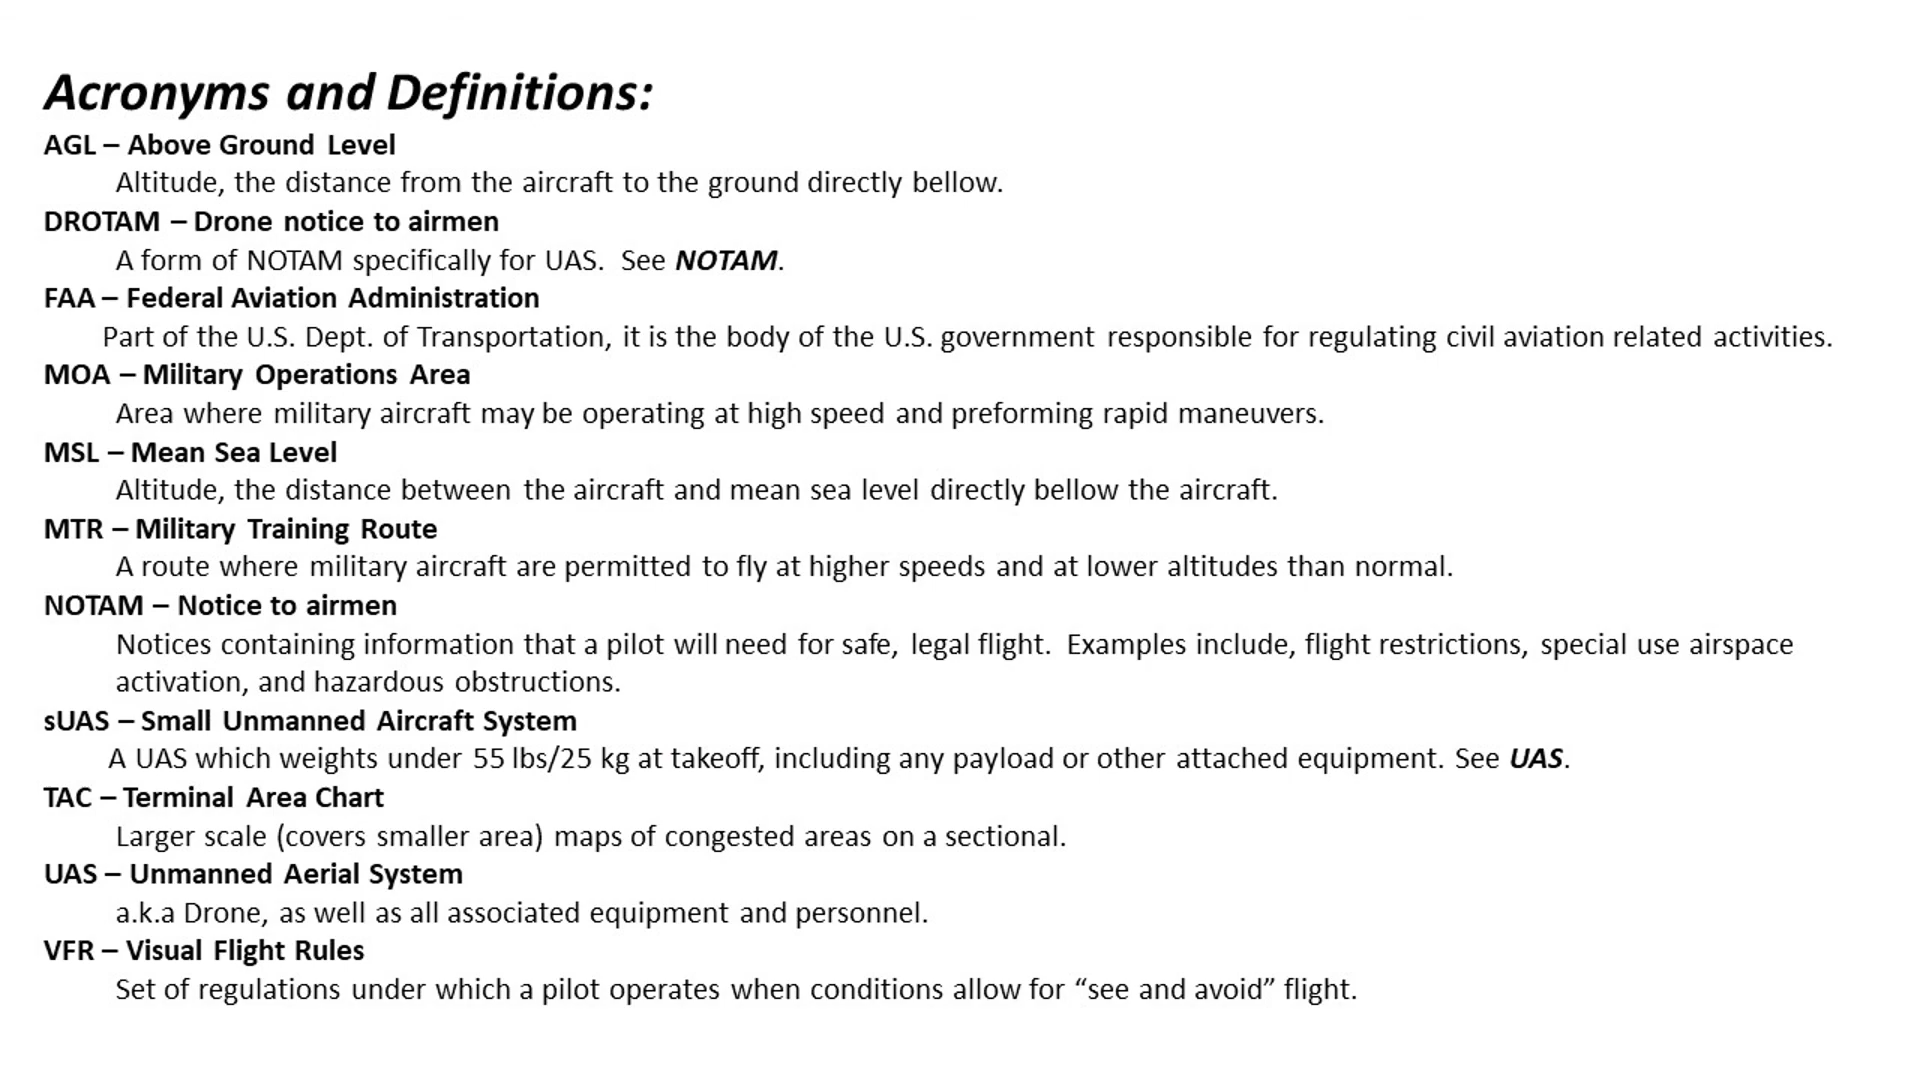 Acronyms and Definitions:
AGL – Above Ground Level
Altitude, the distance from the aircraft to the ground directly bellow.
DROTAM – Drone notice to airmen
A form of NOTAM specifically for UAS.  See NOTAM.
FAA – Federal Aviation Administration
Part of the U.S. Dept. of Transportation, it is the body of the U.S. government responsible for regulating civil aviation related activities.
MOA – Military Operations Area
Area where military aircraft may be operating at high speed and preforming rapid maneuvers.
MSL – Mean Sea Level
Altitude, the distance between the aircraft and mean sea level directly bellow the aircraft.
MTR – Military Training Route
A route where military aircraft are permitted to fly at higher speeds and at lower altitudes than normal.
NOTAM – Notice to airmen
Notices containing information that a pilot will need for safe, legal flight.  Examples include, flight restrictions, special use airspace
activation, and hazardous obstructions.
sUAS – Small Unmanned Aircraft System
A UAS which weights under 55 lbs/25 kg at takeoff, including any payload or other attached equipment. See UAS.
TAC – Terminal Area Chart
Larger scale (covers smaller area) maps of congested areas on a sectional.
UAS – Unmanned Aerial System
a.k.a Drone, as well as all associated equipment and personnel.
VFR – Visual Flight Rules
Set of regulations under which a pilot operates when conditions allow for “see and avoid” flight.